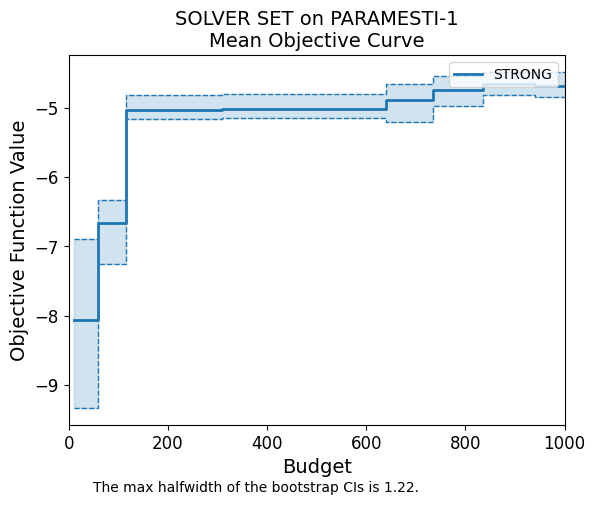 SOLVER SET on PARAMESTI-1
Mean Objective Curve
STRONG
Objective Function Value
−5
−6
−7
−8
−9
0 200 400 600 800 1000
Budget
The max halfwidth of the bootstrap CIs is 1.22.